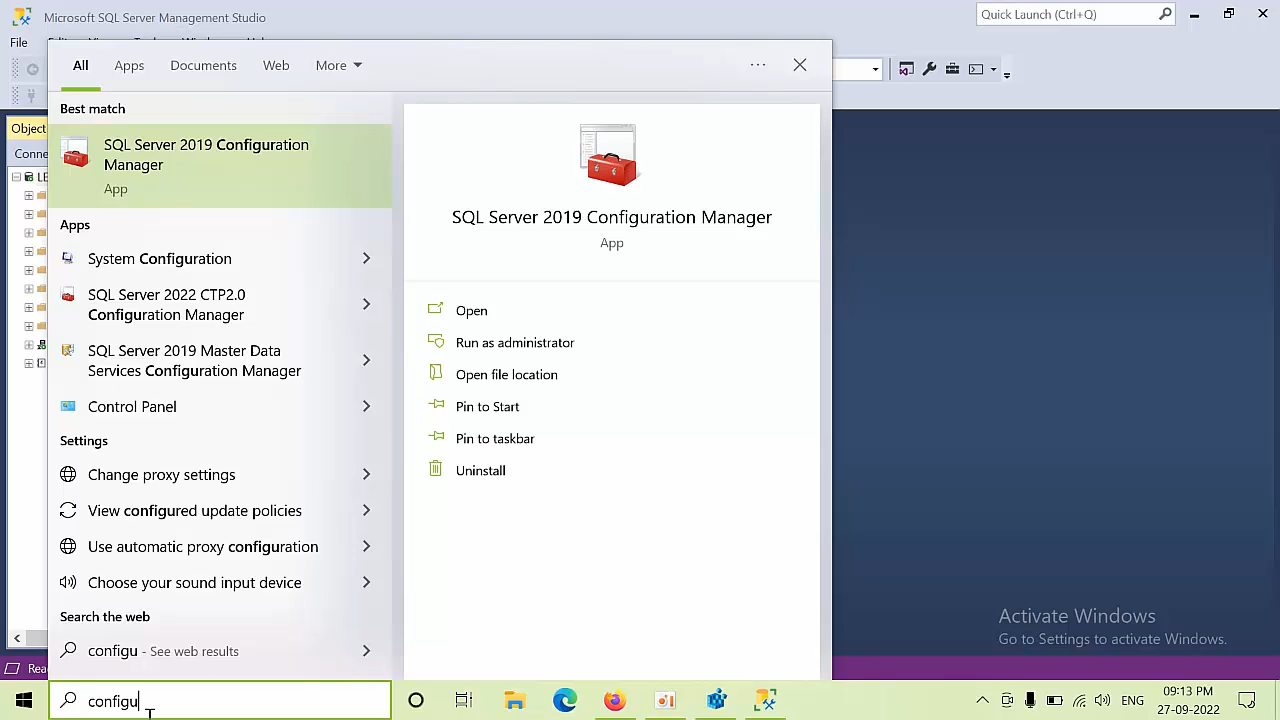 Microsoft SQL Server Management Studio
Quick Launch (Ctrl+Q)
File
All
Apps
Documents
Web
More
Best match
SQL Server 2019 Configuration
Manager
App
Apps
System Configuration
SQL Server 2022 CTP2.0
Configuration Manager
SQL Server 2019 Master Data
Services Configuration Manager
Control Panel
Settings
Change proxy settings
View configured update policies
Use automatic proxy configuration
Choose your sound input device
Search the web
configu - See web results
configu
SQL Server 2019 Configuration Manager
App
Open
Run as administrator
Open file location
Pin to Start
Pin to taskbar
Uninstall
Object
Conne
LE
Rea
Activate Windows
Go to Settings to activate Windows.
ENG
09:13 PM
27-09-2022